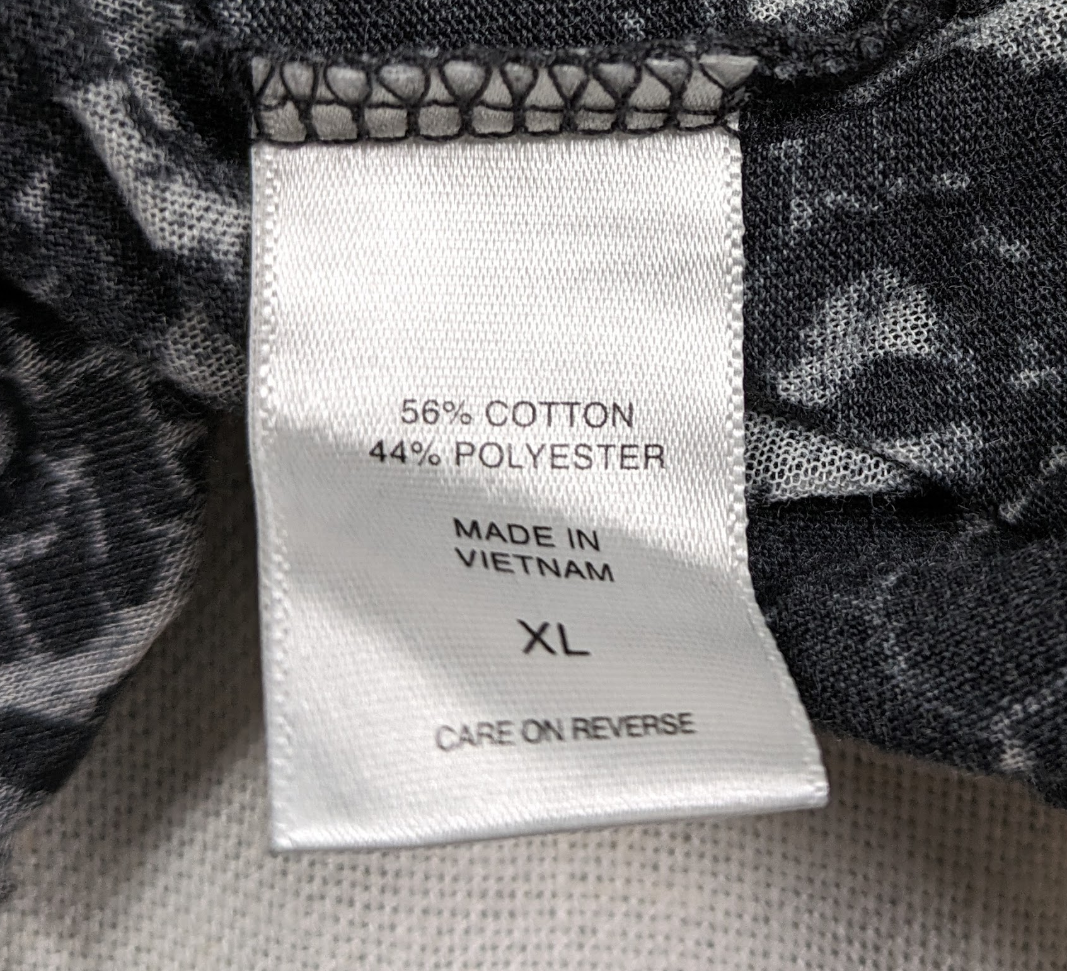 56% COTTON
44% POLYESTER
MADE IN
VIETNAM
XL
CARE ON REVERSE